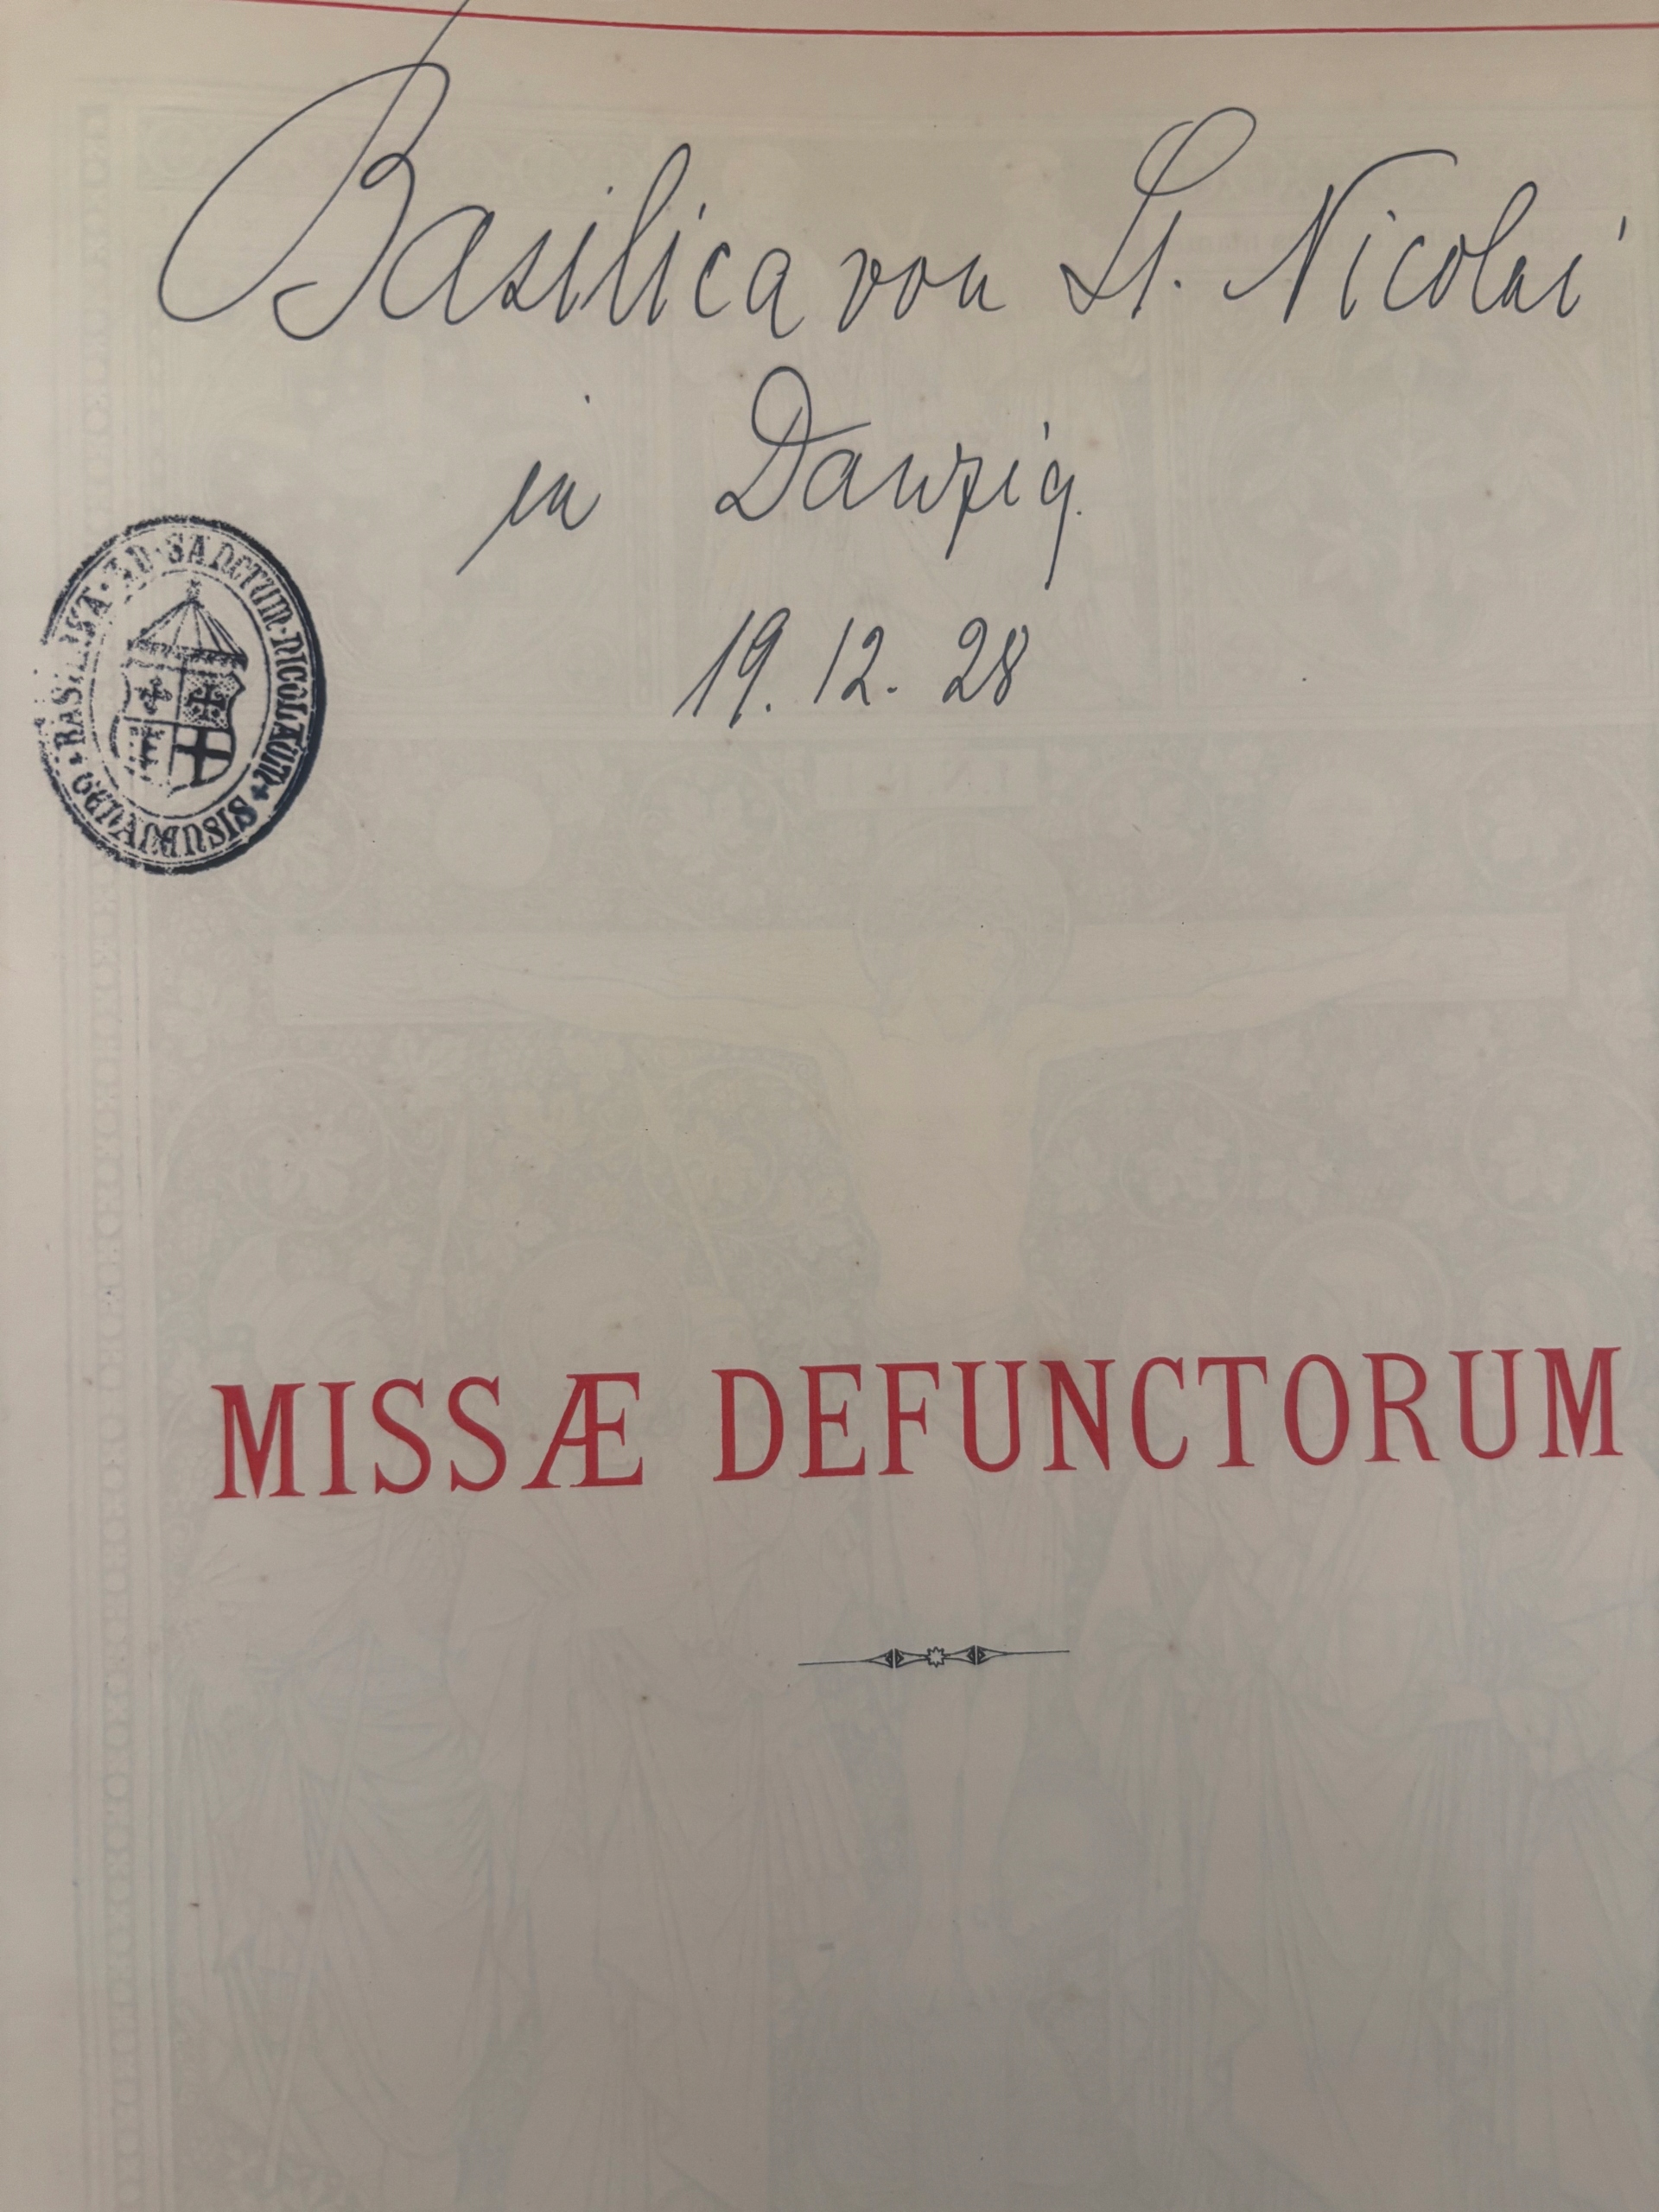 Basilica von St. Nicolai
in Danzig.
19. 12. 28
BASILICA · AD · SANCTUM · NICOLAUM + GEDANENSIS +
MISSÆ DEFUNCTORUM